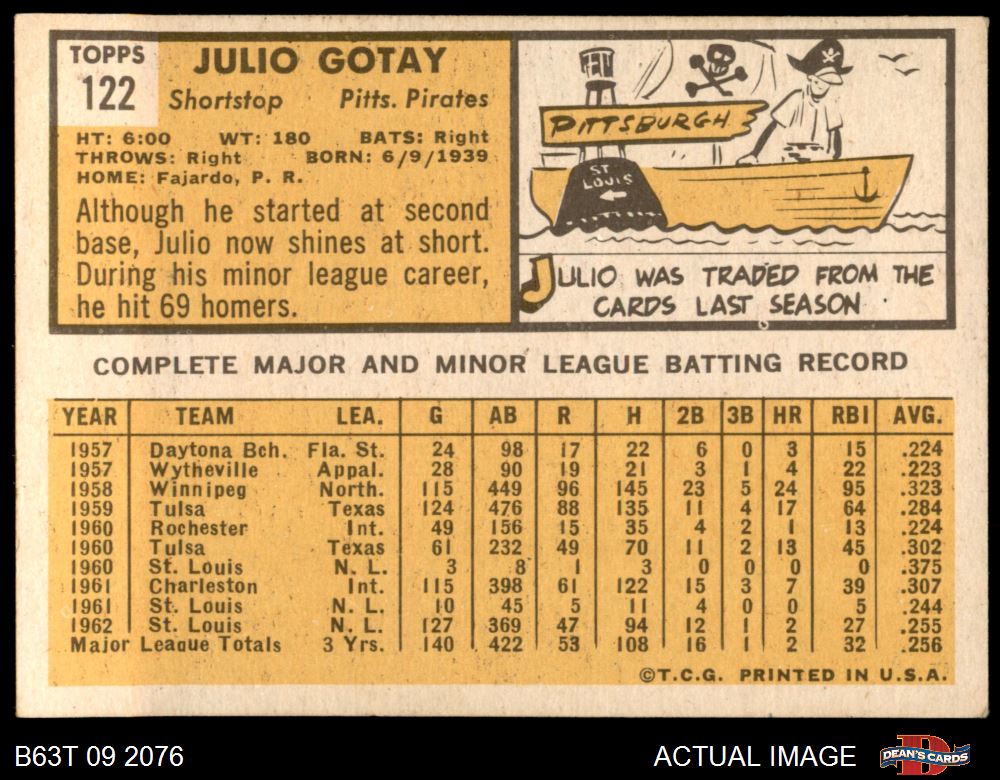 TOPPS
122
JULIO GOTAY
Shortstop Pitts. Pirates
HT: 6:00 WT: 180 BATS: Right
THROWS: Right BORN: 6/9/1939
HOME: Fajardo, P. R.
Although he started at second
base, Julio now shines at short.
During his minor league career,
he hit 69 homers.
PITTSBURGH
ST
LOUIS
JULIO WAS TRADED FROM THE
CARDS LAST SEASON
COMPLETE MAJOR AND MINOR LEAGUE BATTING RECORD
YEAR TEAM LEA. G AB R H 2B 3B HR RBI AVG.
1957 Daytona Bch. Fla. St. 24 98 17 22 6 0 3 15 .224
1957 Wytheville Appal. 28 90 19 21 3 1 4 22 .223
1958 Winnipeg North. 115 449 96 145 23 5 24 95 .323
1959 Tulsa Texas 124 476 88 135 11 4 17 64 .284
1960 Rochester Int. 49 156 15 35 4 2 1 13 .224
1960 Tulsa Texas 61 232 49 70 11 2 13 45 .302
1960 St. Louis N. L. 3 8 1 3 0 0 0 0 .375
1961 Charleston Int. 115 398 61 122 15 3 7 39 .307
1961 St. Louis N. L. 10 45 5 11 4 0 0 5 .244
1962 St. Louis N. L. 127 369 47 94 12 1 2 27 .255
Major League Totals 3 Yrs. 140 422 53 108 16 1 2 32 .256
©T.C.G. PRINTED IN U.S.A.
B63T 09 2076 ACTUAL IMAGE DEAN'S CARDS